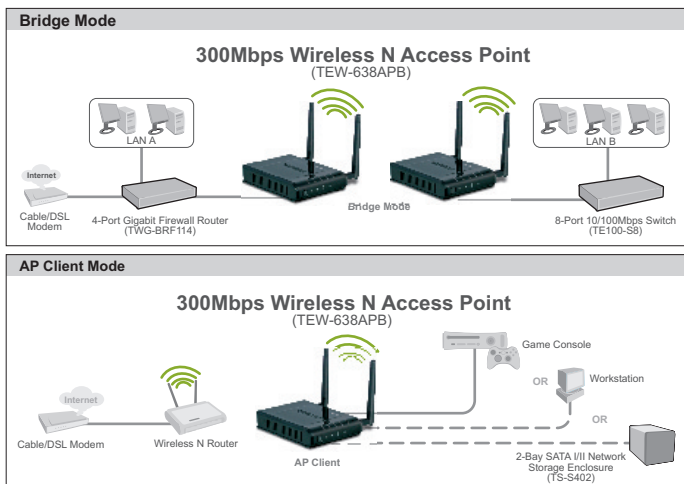 Bridge Mode
300Mbps Wireless N Access Point
(TEW-638APB)
LAN A
LAN B
Internet
Cable/DSL
Modem
4-Port Gigabit Firewall Router
(TWG-BRF114)
Bridge Mode
8-Port 10/100Mbps Switch
(TE100-S8)
AP Client Mode
300Mbps Wireless N Access Point
(TEW-638APB)
Game Console
OR
Workstation
Internet
OR
Cable/DSL Modem
Wireless N Router
AP Client
2-Bay SATA I/II Network
Storage Enclosure
(TS-S402)